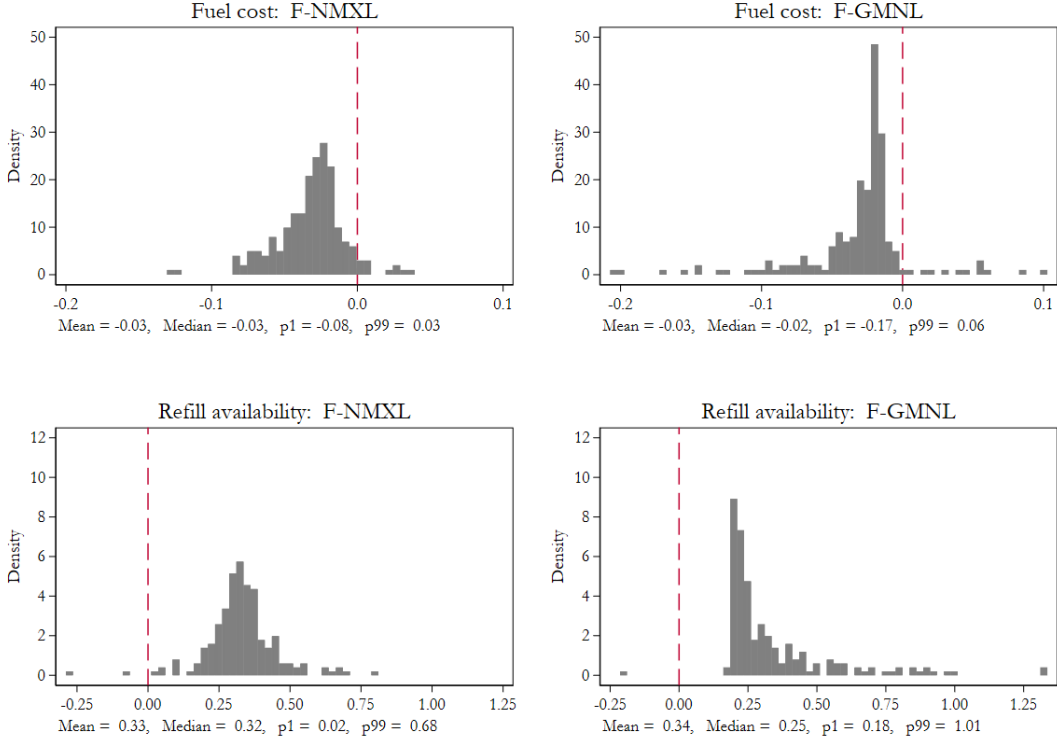 Fuel cost: F-NMXL
50
40
30
20
10
0
Density
-0.2 -0.1 0.0 0.1
Mean = -0.03, Median = -0.03, p1 = -0.08, p99 = 0.03
Fuel cost: F-GMNL
50
40
30
20
10
0
Density
-0.2 -0.1 0.0 0.1
Mean = -0.03, Median = -0.02, p1 = -0.17, p99 = 0.06
Refill availability: F-NMXL
12
10
8
6
4
2
0
Density
-0.25 0.00 0.25 0.50 0.75 1.00 1.25
Mean = 0.33, Median = 0.32, p1 = 0.02, p99 = 0.68
Refill availability: F-GMNL
12
10
8
6
4
2
0
Density
-0.25 0.00 0.25 0.50 0.75 1.00 1.25
Mean = 0.34, Median = 0.25, p1 = 0.18, p99 = 1.01